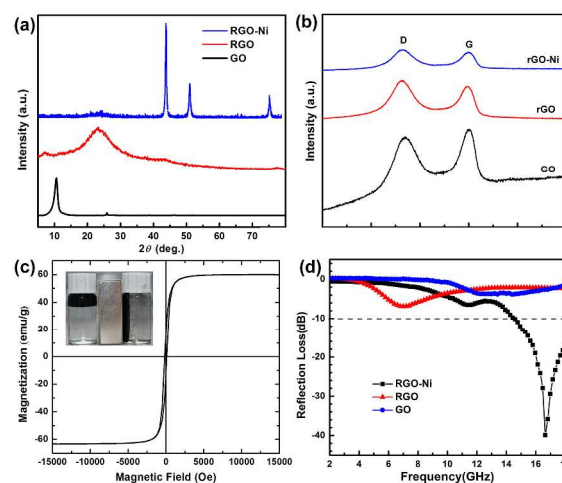 (a)
RGO-Ni
RGO
GO
Intensity (a.u.)
10 20 30 40 50 60 70
2θ (deg.)
(b)
D G
rGO-Ni
rGO
GO
Intensity (a.u.)
(c)
60
40
20
0
-20
-40
-60
Magnetization (emu/g)
-15000 -10000 -5000 0 5000 10000 15000
Magnetic Field (Oe)
(d)
0
-10
-20
-30
-40
Reflection Loss(dB)
RGO-Ni
RGO
GO
2 4 6 8 10 12 14 16 18
Frequency(GHz)